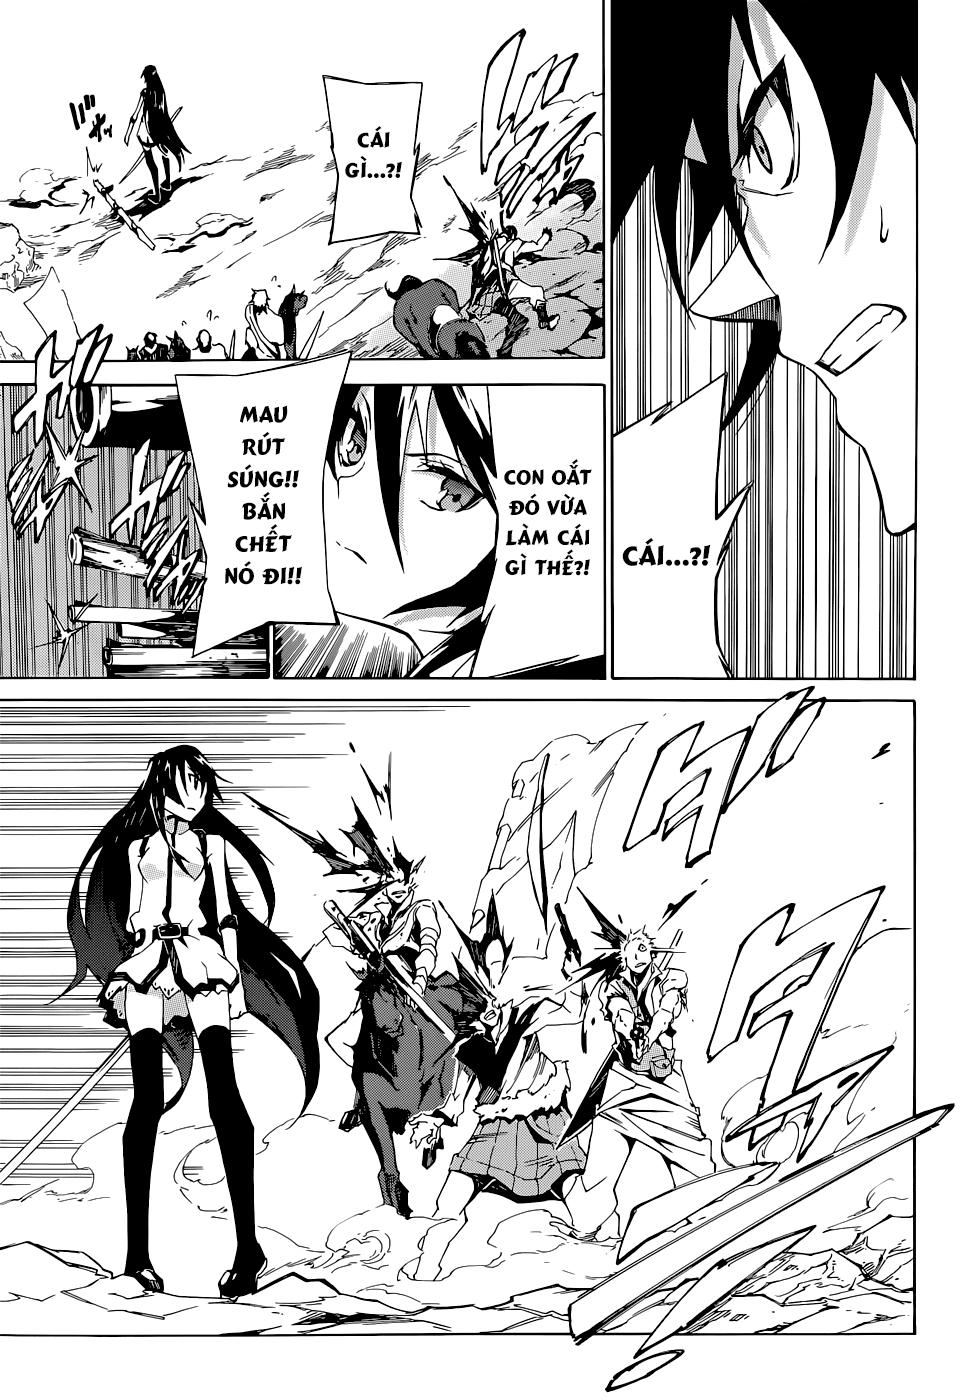 CÁI...?!
CÁI
GÌ...?!
CON OẮT
ĐÓ VỪA
LÀM CÁI
GÌ THẾ?!
MAU
RÚT
SÚNG!!
BẮN
CHẾT
NÓ ĐI!!